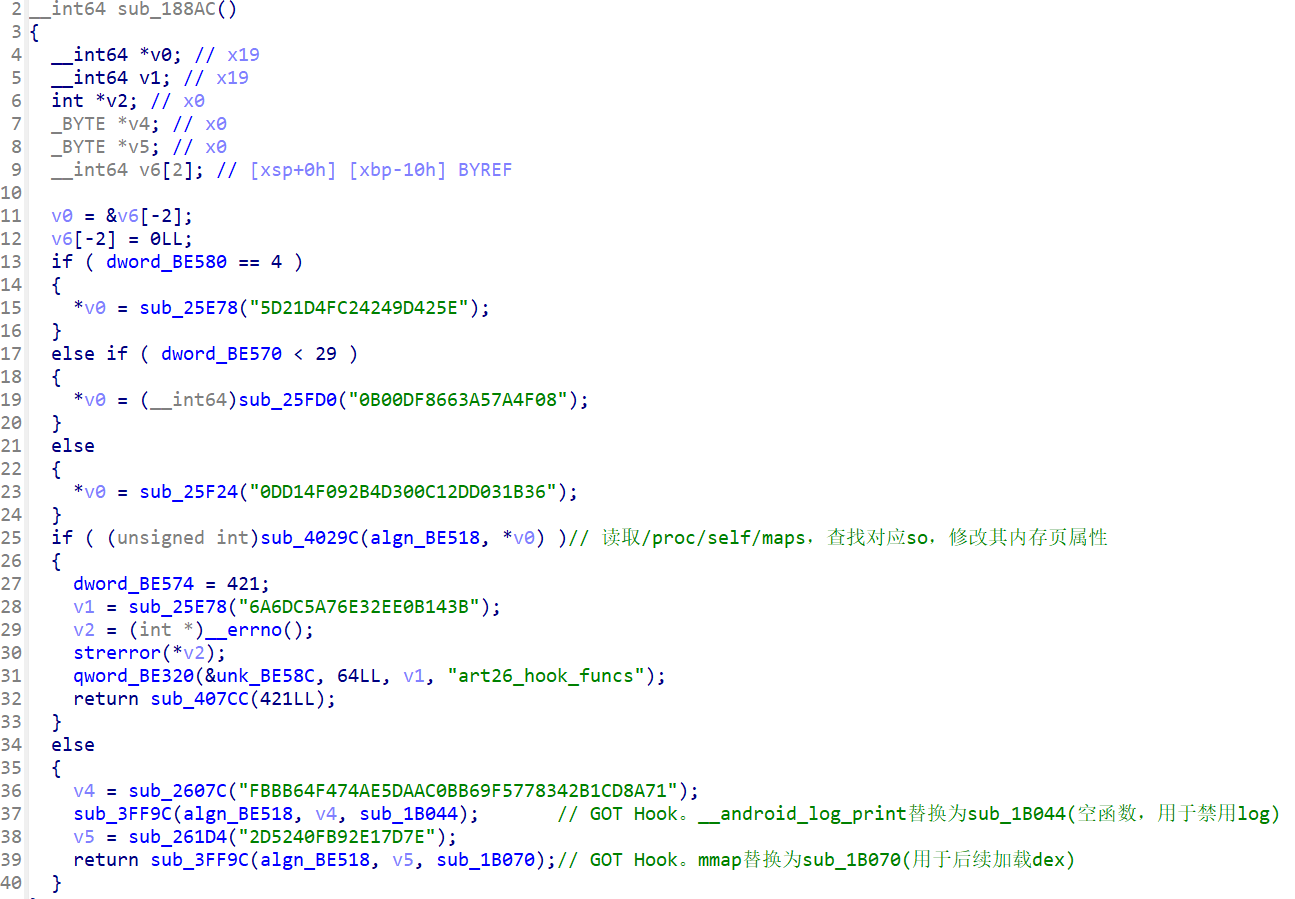 2 __int64 sub_188AC()
3 {
4   __int64 *v0; // x19
5   __int64 v1; // x19
6   int *v2; // x0
7   _BYTE *v4; // x0
8   _BYTE *v5; // x0
9   __int64 v6[2]; // [xsp+0h] [xbp-10h] BYREF
10
11   v0 = &v6[-2];
12   v6[-2] = 0LL;
13   if ( dword_BE580 == 4 )
14   {
15     *v0 = sub_25E78("5D21D4FC24249D425E");
16   }
17   else if ( dword_BE570 < 29 )
18   {
19     *v0 = (__int64)sub_25FD0("0B00DF8663A57A4F08");
20   }
21   else
22   {
23     *v0 = sub_25F24("0DD14F092B4D300C12DD031B36");
24   }
25   if ( (unsigned int)sub_4029C(algn_BE518, *v0) )// 读取/proc/self/maps，查找对应so，修改其内存页属性
26   {
27     dword_BE574 = 421;
28     v1 = sub_25E78("6A6DC5A76E32EE0B143B");
29     v2 = (int *)__errno();
30     strerror(*v2);
31     qword_BE320(&unk_BE58C, 64LL, v1, "art26_hook_funcs");
32     return sub_407CC(421LL);
33   }
34   else
35   {
36     v4 = sub_2607C("FBBB64F474AE5DAAC0BB69F5778342B1CD8A71");
37     sub_3FF9C(algn_BE518, v4, sub_1B044);       // GOT Hook。__android_log_print替换为sub_1B044(空函数，用于禁用log)
38     v5 = sub_261D4("2D5240FB92E17D7E");
39     return sub_3FF9C(algn_BE518, v5, sub_1B070);// GOT Hook。mmap替换为sub_1B070(用于后续加载dex)
40   }